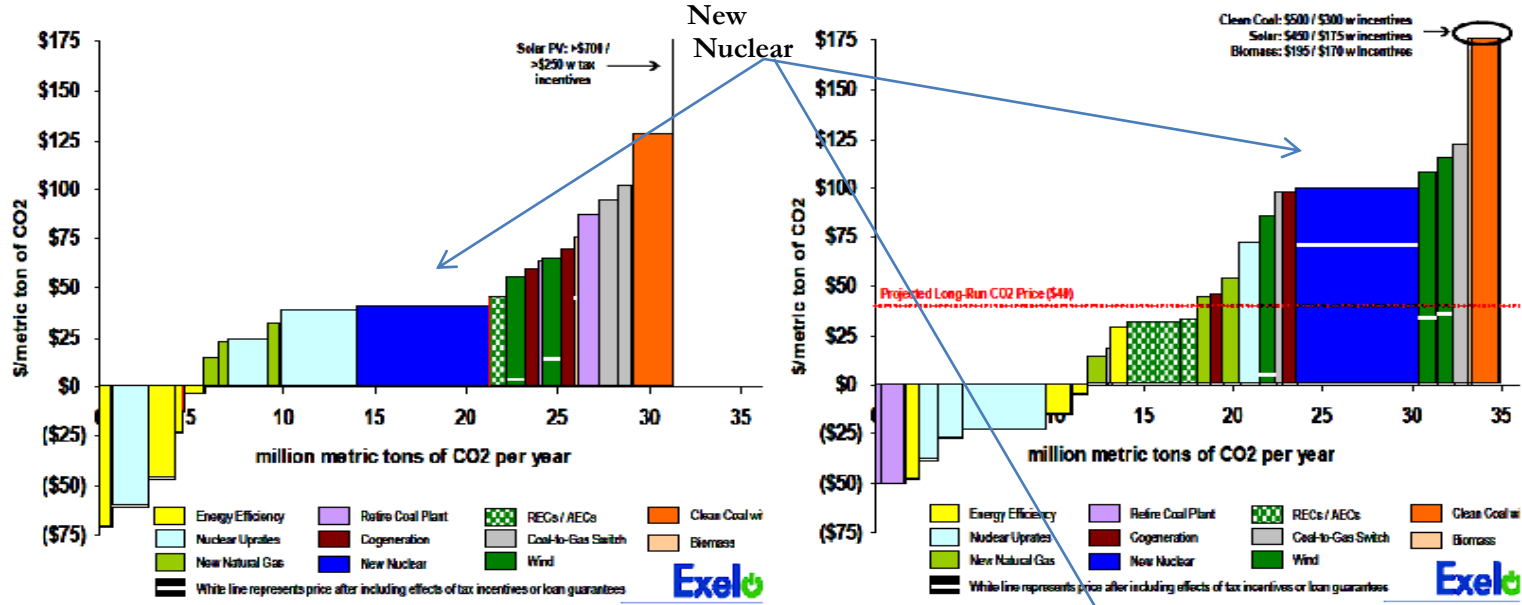 New
Nuclear
$175
$150
$125
$100
$75
$50
$25
$0
($25)
($50)
($75)
$/metric ton of CO2
Solar PV: >$700 /
>$250 w tax
incentives
5
10
15
20
25
30
35
million metric tons of CO2 per year
Energy Efficiency
Retire Coal Plant
RECs / AECs
Clean Coal wi
Nuclear Uprates
Cogeneration
Coal-to-Gas Switch
Biomass
New Natural Gas
New Nuclear
Wind
White line represents price after including effects of tax incentives or loan guarantees
Exelo
$175
$150
$125
$100
$75
$50
$25
$0
($25)
($50)
($75)
$/metric ton of CO2
Clean Coal: $500 / $300 w incentives
Solar: $450 / $175 w incentives
Biomass: $195 / $170 w Incentives
Projected Long-Run CO2 Price ($40)
10
15
20
25
30
35
million metric tons of CO2 per year
Energy Efficiency
Retire Coal Plant
RECs / AECs
Clean Coal wi
Nuclear Uprates
Cogeneration
Coal-to-Gas Switch
Biomass
New Natural Gas
New Nuclear
Wind
White line represents price after including effects of tax incentives or loan guarantees
Exelo